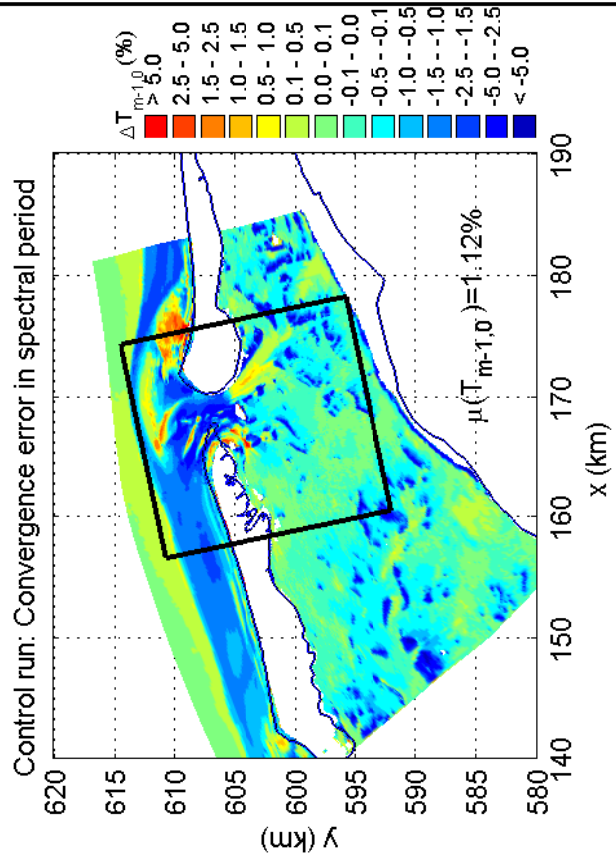 Control run: Convergence error in spectral period
ΔT_{m-1,0} (%)
> 5.0
2.5 - 5.0
1.5 - 2.5
1.0 - 1.5
0.5 - 1.0
0.1 - 0.5
0.0 - 0.1
-0.1 - 0.0
-0.5 - -0.1
-1.0 - -0.5
-1.5 - -1.0
-2.5 - -1.5
-5.0 - -2.5
< -5.0
620
615
610
605
600
595
590
585
580
y (km)
μ(T_{m-1,0})=1.12%
140
150
160
170
180
190
x (km)